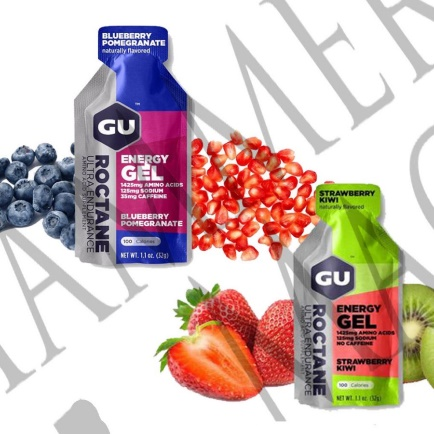 BLUEBERRY
POMEGRANATE
naturally flavored
GU
ROCTANE
ULTRA ENDURANCE
ENERGY
GEL
1425mg AMINO ACIDS
125mg SODIUM
35mg CAFFEINE
BLUEBERRY
POMEGRANATE
100 Calories
NET WT. 1.1 oz. (32g)
STRAWBERRY
KIWI
naturally flavored
GU
ROCTANE
ULTRA ENDURANCE
ENERGY
GEL
1425mg AMINO ACIDS
125mg SODIUM
NO CAFFEINE
STRAWBERRY
KIWI
100 Calories
NET WT. 1.1 oz. (32g)